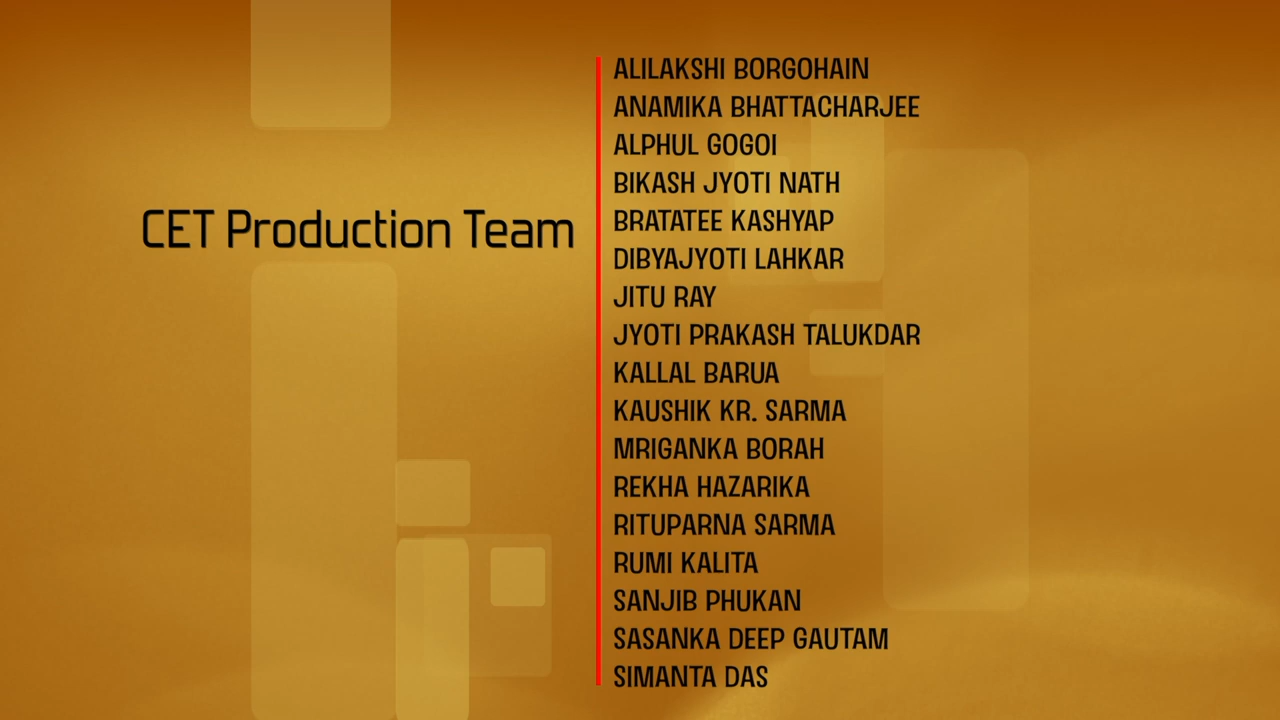 CET Production Team
ALILAKSHI BORGOHAIN
ANAMIKA BHATTACHARJEE
ALPHUL GOGOI
BIKASH JYOTI NATH
BRATATEE KASHYAP
DIBYAJYOTI LAHKAR
JITU RAY
JYOTI PRAKASH TALUKDAR
KALLAL BARUA
KAUSHIK KR. SARMA
MRIGANKA BORAH
REKHA HAZARIKA
RITUPARNA SARMA
RUMI KALITA
SANJIB PHUKAN
SASANKA DEEP GAUTAM
SIMANTA DAS